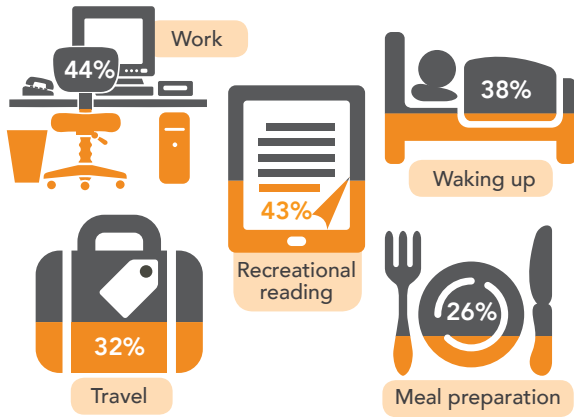 Work
44%
38%
Waking up
43%
Recreational
reading
32%
Travel
26%
Meal preparation